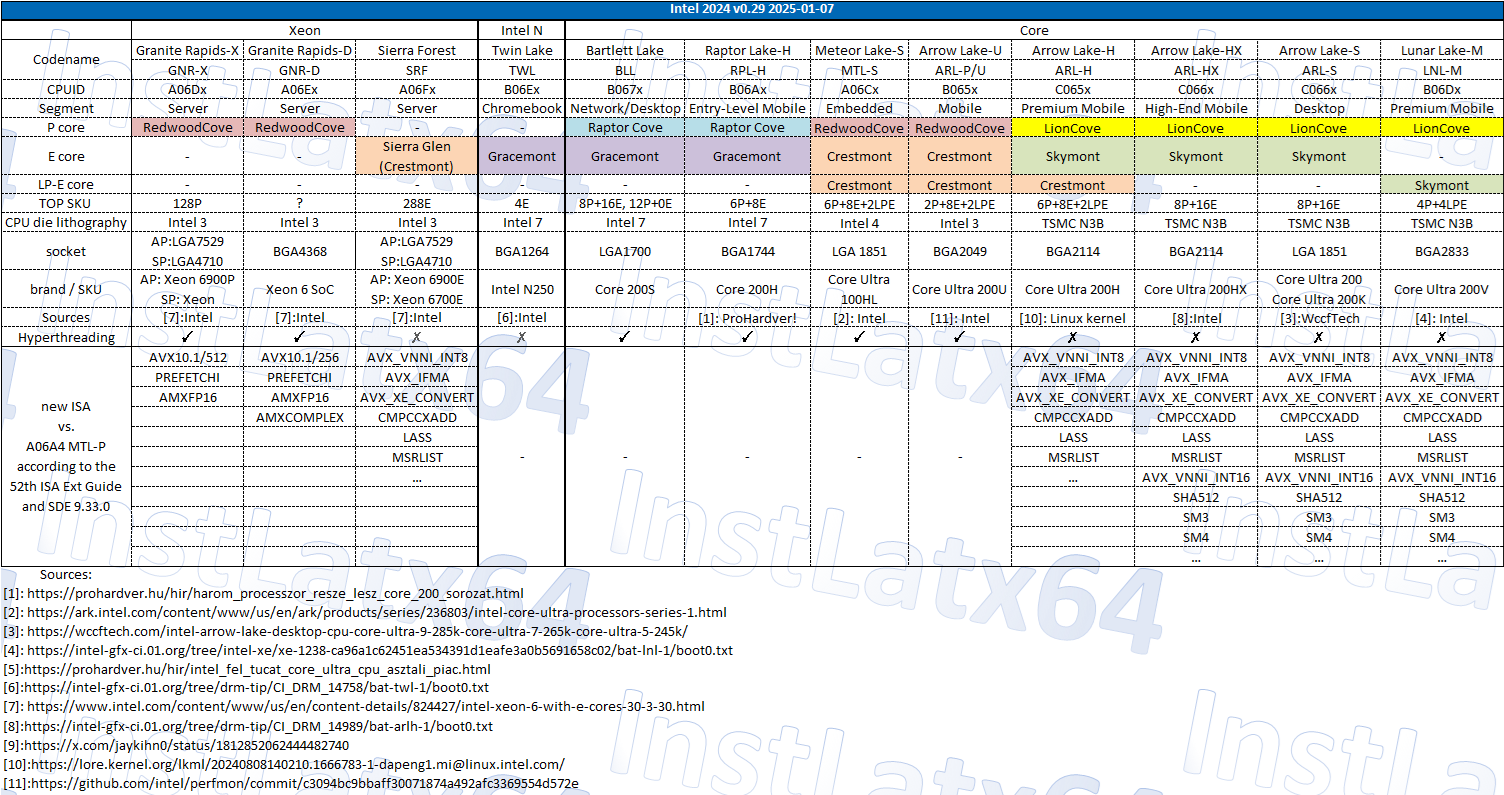 Intel 2024 v0.29 2025-01-07
Xeon Intel N Core
Codename Granite Rapids-X Granite Rapids-D Sierra Forest Twin Lake Bartlett Lake Raptor Lake-H Meteor Lake-S Arrow Lake-U Arrow Lake-H Arrow Lake-HX Arrow Lake-S Lunar Lake-M
GNR-X GNR-D SRF TWL BLL RPL-H MTL-S ARL-P/U ARL-H ARL-HX ARL-S LNL-M
CPUID A06Dx A06Ex A06Fx B06Ex B067x B06Ax A06Cx B065x C065x C066x C066x B06Dx
Segment Server Server Server Chromebook Network/Desktop Entry-Level Mobile Embedded Mobile Premium Mobile High-End Mobile Desktop Premium Mobile
P core RedwoodCove RedwoodCove - - Raptor Cove Raptor Cove RedwoodCove RedwoodCove LionCove LionCove LionCove LionCove
E core - - Sierra Glen (Crestmont) Gracemont Gracemont Gracemont Crestmont Crestmont Skymont Skymont Skymont -
LP-E core - - - - - - Crestmont Crestmont Crestmont - - Skymont
TOP SKU 128P ? 288E 4E 8P+16E, 12P+0E 6P+8E 6P+8E+2LPE 2P+8E+2LPE 6P+8E+2LPE 8P+16E 8P+16E 4P+4LPE
CPU die lithography Intel 3 Intel 3 Intel 3 Intel 7 Intel 7 Intel 7 Intel 4 Intel 3 TSMC N3B TSMC N3B TSMC N3B TSMC N3B
socket AP:LGA7529 SP:LGA4710 BGA4368 AP:LGA7529 SP:LGA4710 BGA1264 LGA1700 BGA1744 LGA 1851 BGA2049 BGA2114 BGA2114 LGA 1851 BGA2833
brand / SKU AP: Xeon 6900P SP: Xeon Xeon 6 SoC AP: Xeon 6900E SP: Xeon 6700E Intel N250 Core 200S Core 200H Core Ultra 100HL Core Ultra 200U Core Ultra 200H Core Ultra 200HX Core Ultra 200 Core Ultra 200K Core Ultra 200V
Sources [7]:Intel [7]:Intel [7]:Intel [6]:Intel [1]: ProHardver! [2]: Intel [11]: Intel [10]: Linux kernel [8]:Intel [3]:WccfTech [4]: Intel
Hyperthreading ✓ ✓ ✗ ✗ ✓ ✓ ✓ ✓ ✗ ✗ ✗ ✗
new ISA
vs.
A06A4 MTL-P
according to the
52th ISA Ext Guide
and SDE 9.33.0
AVX10.1/512 AVX10.1/256 AVX_VNNI_INT8 AVX_VNNI_INT8 AVX_VNNI_INT8 AVX_VNNI_INT8 AVX_VNNI_INT8
PREFETCHI PREFETCHI AVX_IFMA AVX_IFMA AVX_IFMA AVX_IFMA AVX_IFMA
AMXFP16 AMXFP16 AVX_XE_CONVERT AVX_XE_CONVERT AVX_XE_CONVERT AVX_XE_CONVERT AVX_XE_CONVERT
AMXCOMPLEX CMPCCXADD CMPCCXADD CMPCCXADD CMPCCXADD CMPCCXADD
LASS LASS LASS LASS LASS
MSRLIST - - - - - MSRLIST MSRLIST MSRLIST MSRLIST
... ... AVX_VNNI_INT16 AVX_VNNI_INT16 AVX_VNNI_INT16
SHA512 SHA512 SHA512
SM3 SM3 SM3
SM4 SM4 SM4
... ... ...
Sources:
[1]: https://prohardver.hu/hir/harom_processzor_resze_lesz_core_200_sorozat.html
[2]: https://ark.intel.com/content/www/us/en/ark/products/series/236803/intel-core-ultra-processors-series-1.html
[3]: https://wccftech.com/intel-arrow-lake-desktop-cpu-core-ultra-9-285k-core-ultra-7-265k-core-ultra-5-245k/
[4]: https://intel-gfx-ci.01.org/tree/intel-xe/xe-1238-ca96a1c62451ea534391d1eafe3a0b5691658c02/bat-lnl-1/boot0.txt
[5]:https://prohardver.hu/hir/intel_fel_tucat_core_ultra_cpu_asztali_piac.html
[6]:https://intel-gfx-ci.01.org/tree/drm-tip/CI_DRM_14758/bat-twl-1/boot0.txt
[7]: https://www.intel.com/content/www/us/en/content-details/824427/intel-xeon-6-with-e-cores-30-3-30.html
[8]:https://intel-gfx-ci.01.org/tree/drm-tip/CI_DRM_14989/bat-arlh-1/boot0.txt
[9]:https://x.com/jaykihn0/status/1812852062444482740
[10]:https://lore.kernel.org/lkml/20240808140210.1666783-1-dapeng1.mi@linux.intel.com/
[11]:https://github.com/intel/perfmon/commit/c3094bc9bbaff30071874a492afc3369554d572e
InstLatx64